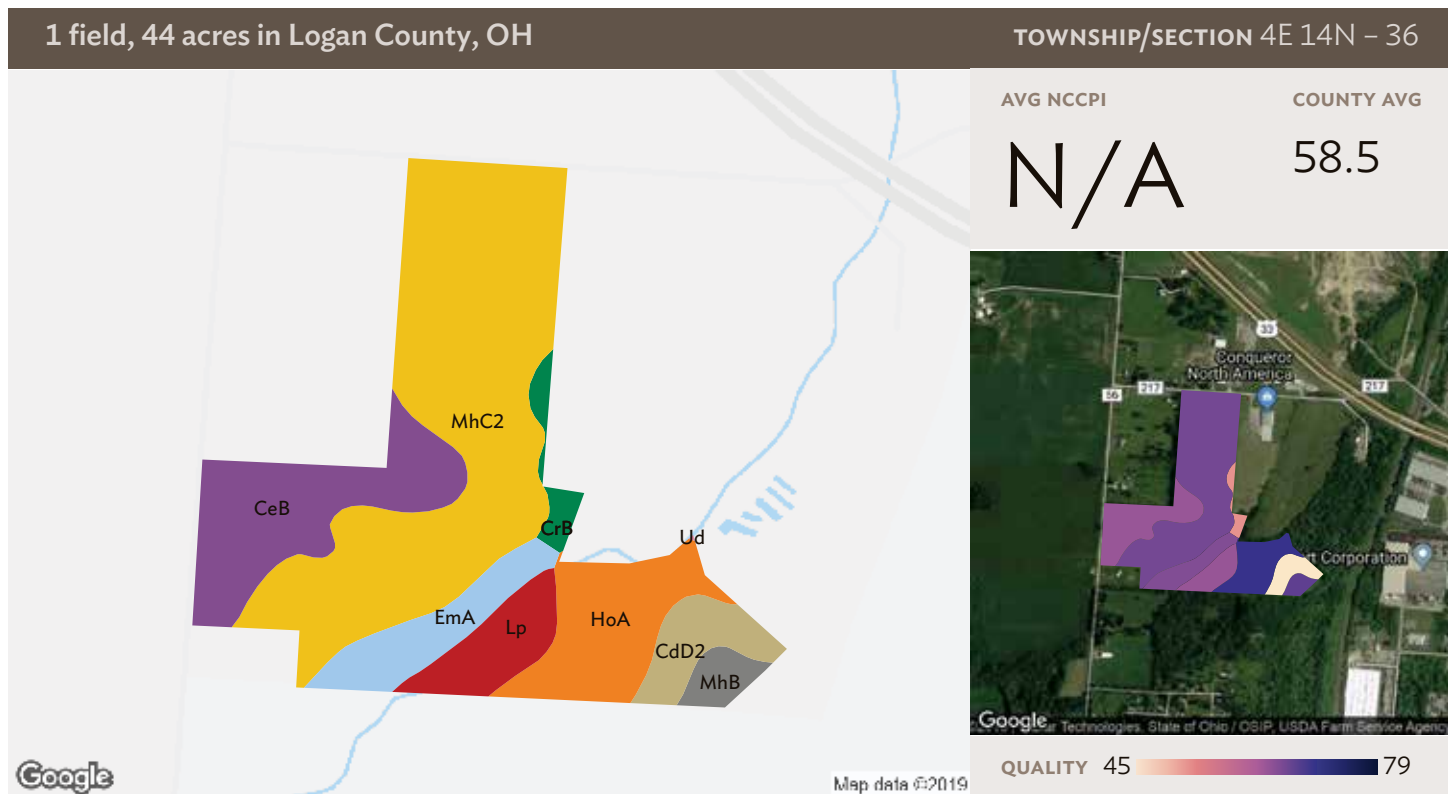 1 field, 44 acres in Logan County, OH
TOWNSHIP/SECTION 4E 14N – 36
AVG NCCPI
COUNTY AVG
N/A
58.5
MhC2
CeB
CrB
Ud
EmA
Lp
HoA
CdD2
MhB
Google
Map data ©2019
33
Conqueror
North America
56
217
217
rt Corporation
Google
Technologies, State of Ohio / OSIP, USDA Farm Service Agenc
QUALITY 45
79